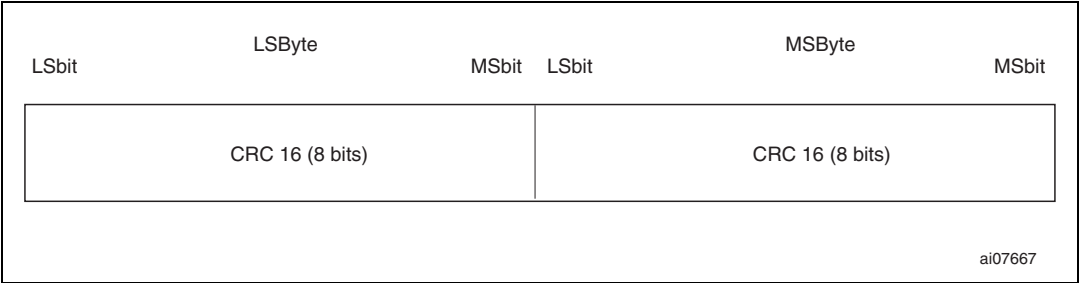 LSByte MSByte
LSbit MSbit LSbit MSbit
CRC 16 (8 bits) CRC 16 (8 bits)
ai07667